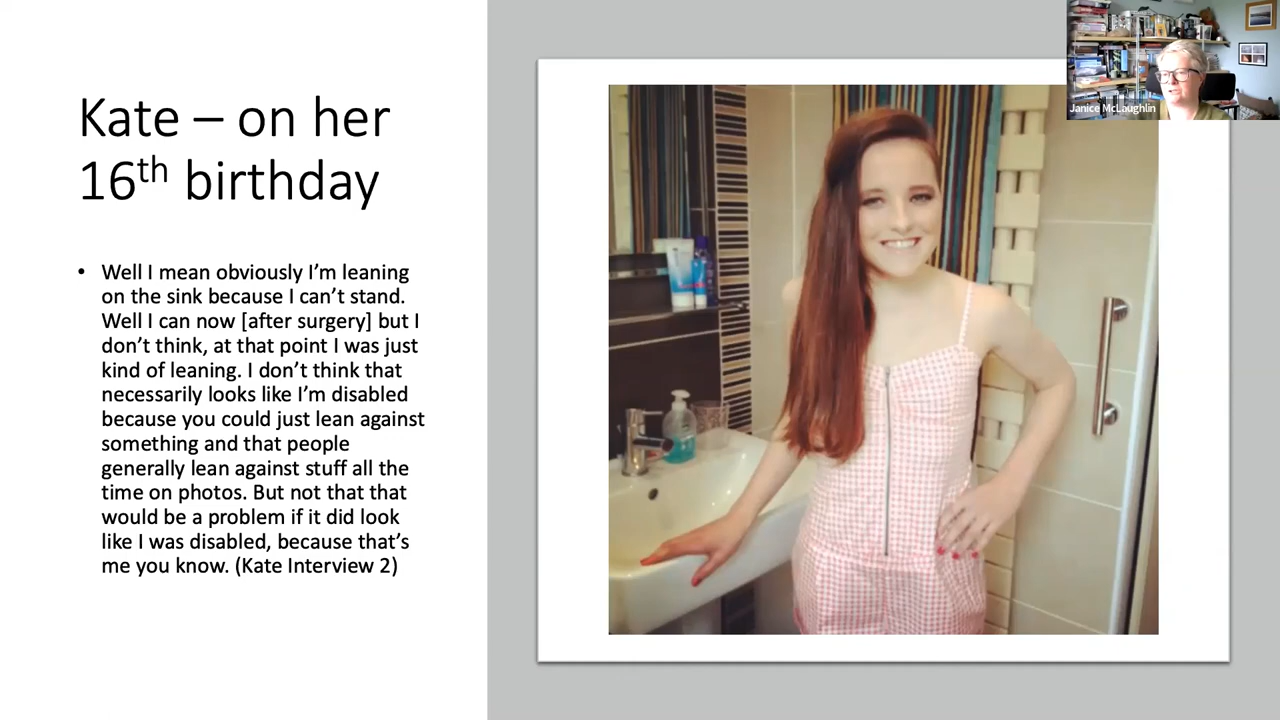 Kate – on her
16th birthday
• Well I mean obviously I’m leaning
on the sink because I can’t stand.
Well I can now [after surgery] but I
don’t think, at that point I was just
kind of leaning. I don’t think that
necessarily looks like I’m disabled
because you could just lean against
something and that people
generally lean against stuff all the
time on photos. But not that that
would be a problem if it did look
like I was disabled, because that’s
me you know. (Kate Interview 2)
Janice McLaughlin